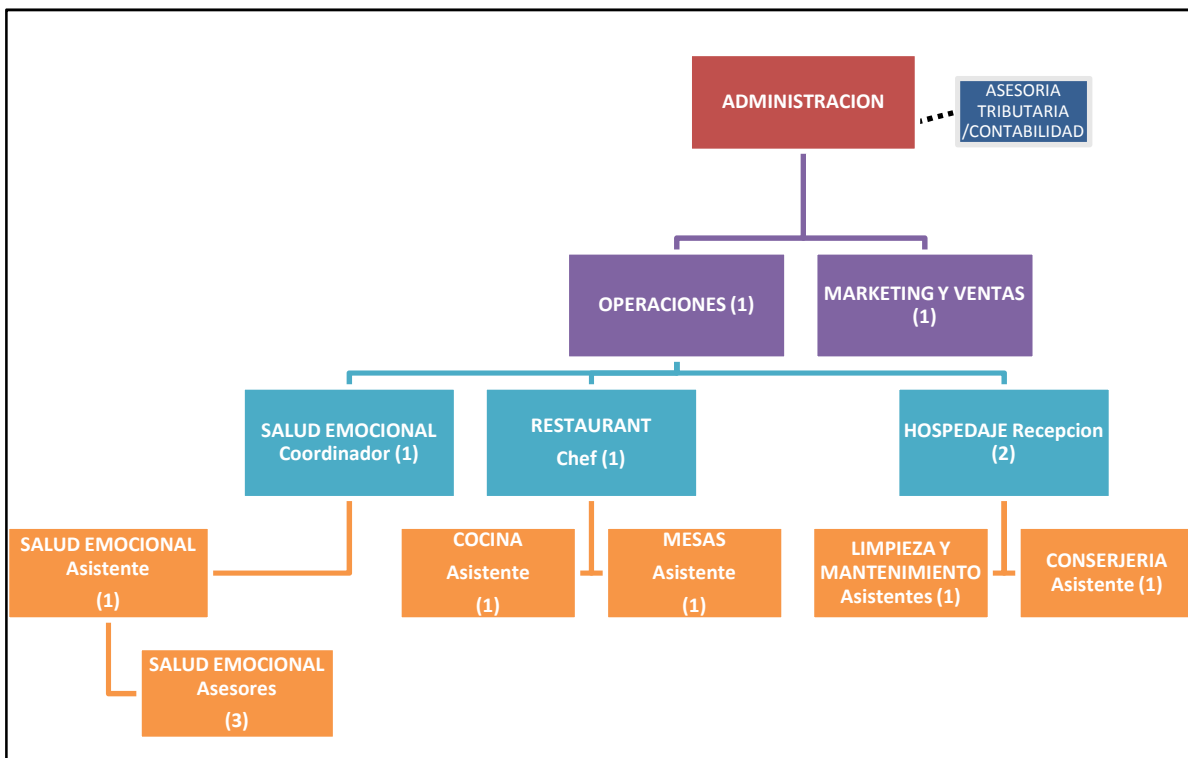 ADMINISTRACION
ASESORIA
TRIBUTARIA
/CONTABILIDAD
OPERACIONES (1)
MARKETING Y VENTAS
(1)
SALUD EMOCIONAL
Coordinador (1)
RESTAURANT
Chef (1)
HOSPEDAJE Recepcion
(2)
SALUD EMOCIONAL
Asistente
(1)
COCINA
Asistente
(1)
MESAS
Asistente
(1)
LIMPIEZA Y
MANTENIMIENTO
Asistentes (1)
CONSERJERIA
Asistente (1)
SALUD EMOCIONAL
Asesores
(3)